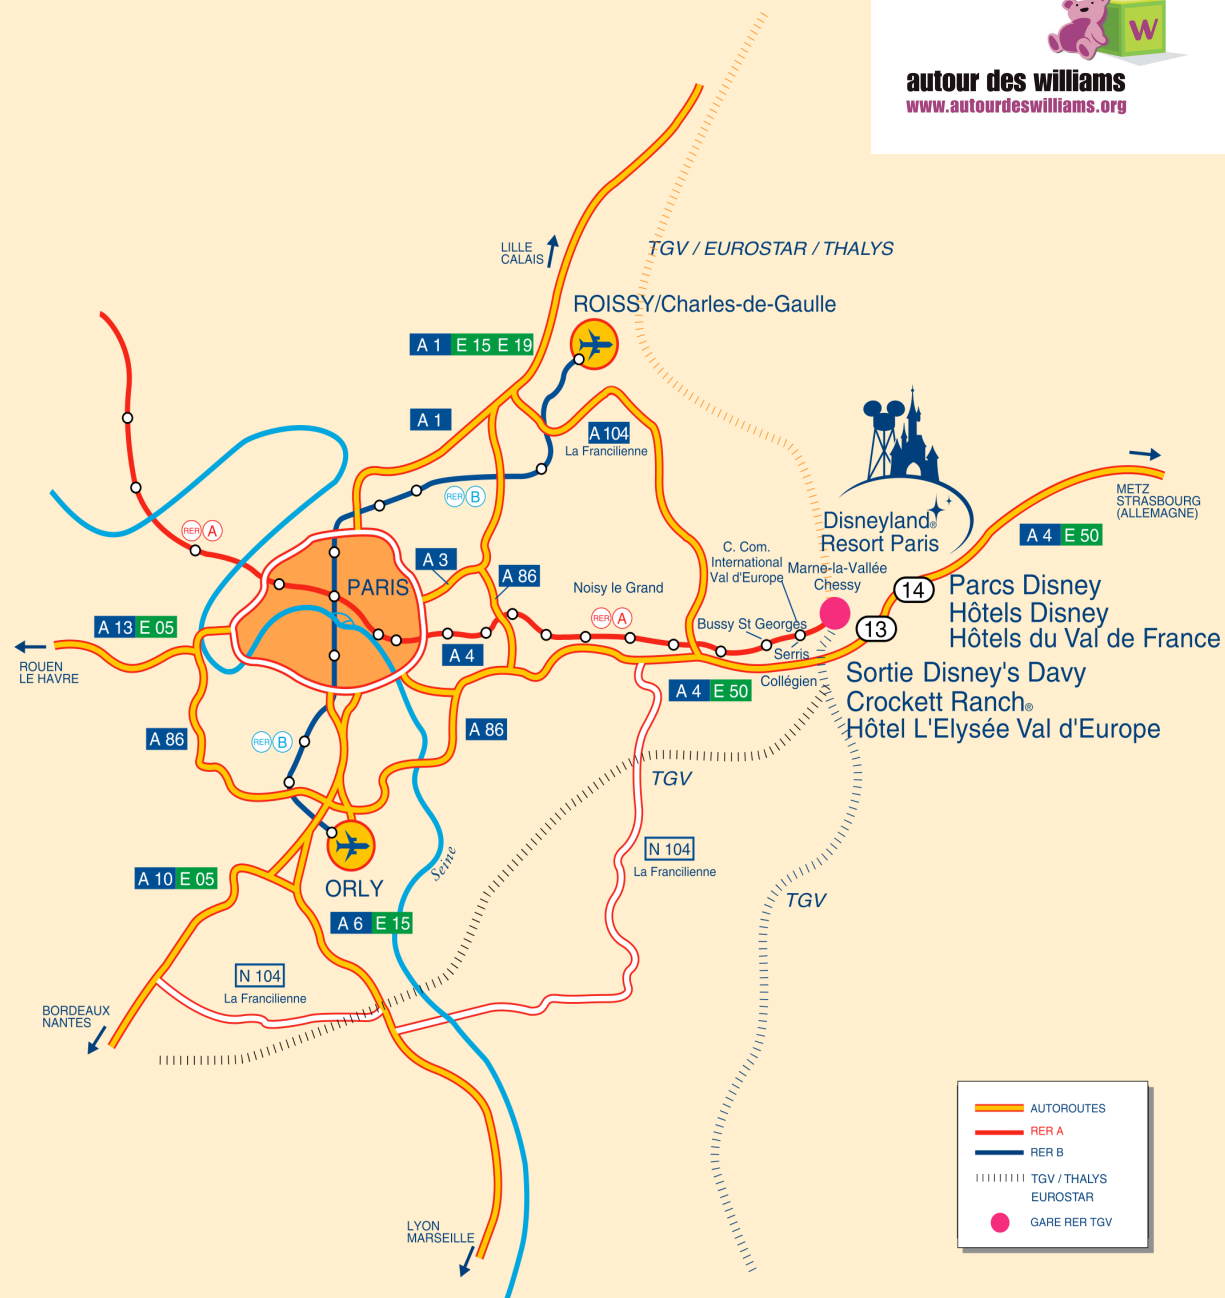 W
autour des williams
www.autourdeswilliams.org
LILLE
CALAIS
TGV / EUROSTAR / THALYS
ROISSY/Charles-de-Gaulle
A 1 E 15 E 19
A 1
A 104
La Francilienne
RER B
RER A
METZ
STRASBOURG
(ALLEMAGNE)
A 4 E 50
Disneyland®
Resort Paris
C. Com.
International
Val d'Europe
Marne-la-Vallée
Chessy
A 3
A 86
PARIS
Noisy le Grand
RER A
14
Parcs Disney
Hôtels Disney
Hôtels du Val de France
13
Bussy St Georges
Serris
Collégien
A 13 E 05
ROUEN
LE HAVRE
A 4
A 4 E 50
Sortie Disney's Davy
Crockett Ranch®
Hôtel L'Elysée Val d'Europe
A 86
RER B
A 86
TGV
N 104
La Francilienne
Seine
A 10 E 05
ORLY
TGV
A 6 E 15
N 104
La Francilienne
BORDEAUX
NANTES
LYON
MARSEILLE
AUTOROUTES
RER A
RER B
TGV / THALYS
EUROSTAR
GARE RER TGV